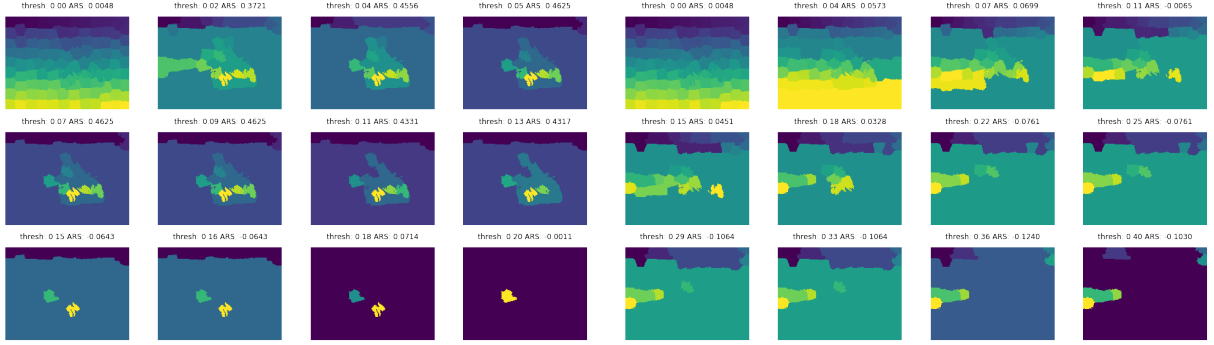 thresh: 0.00 ARS: 0.0048 thresh: 0.02 ARS: 0.3721 thresh: 0.04 ARS: 0.4556 thresh: 0.05 ARS: 0.4625 thresh: 0.00 ARS: 0.0048 thresh: 0.04 ARS: 0.0573 thresh: 0.07 ARS: 0.0699 thresh: 0.11 ARS: -0.0065
thresh: 0.07 ARS: 0.4625 thresh: 0.09 ARS: 0.4625 thresh: 0.11 ARS: 0.4331 thresh: 0.13 ARS: 0.4317 thresh: 0.15 ARS: 0.0451 thresh: 0.18 ARS: 0.0328 thresh: 0.22 ARS: -0.0761 thresh: 0.25 ARS: -0.0761
thresh: 0.15 ARS: -0.0643 thresh: 0.16 ARS: -0.0643 thresh: 0.18 ARS: 0.0714 thresh: 0.20 ARS: -0.0011 thresh: 0.29 ARS: -0.1064 thresh: 0.33 ARS: -0.1064 thresh: 0.36 ARS: -0.1240 thresh: 0.40 ARS: -0.1030